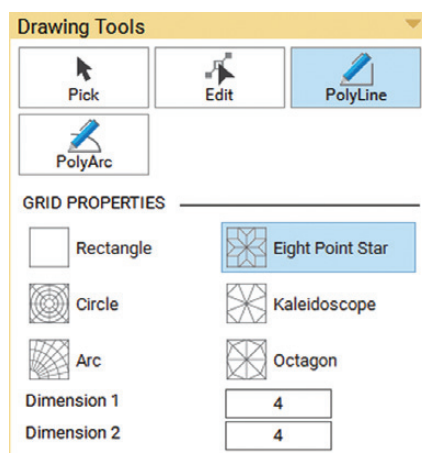 Drawing Tools
Pick Edit PolyLine
PolyArc
GRID PROPERTIES
Rectangle Eight Point Star
Circle Kaleidoscope
Arc Octagon
Dimension 1 4
Dimension 2 4